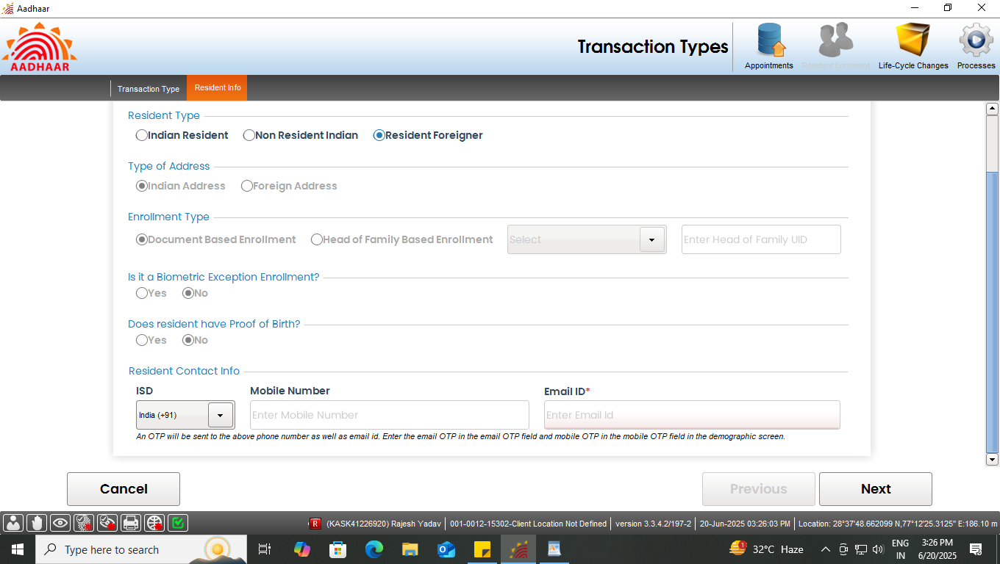 Aadhaar
AADHAAR
Transaction Types
Appointments
Resident Enrolment
Life-Cycle Changes
Processes
Transaction Type
Resident Info
Resident Type
Indian Resident
Non Resident Indian
Resident Foreigner
Type of Address
Indian Address
Foreign Address
Enrollment Type
Document Based Enrollment
Head of Family Based Enrollment
Select
Enter Head of Family UID
Is it a Biometric Exception Enrollment?
Yes
No
Does resident have Proof of Birth?
Yes
No
Resident Contact Info
ISD
Mobile Number
Email ID*
India (+91)
Enter Mobile Number
Enter Email Id
An OTP will be sent to the above phone number as well as email id. Enter the email OTP in the email OTP field and mobile OTP in the mobile OTP field in the demographic screen.
Cancel
Previous
Next
R
(KASK41226920) Rajesh Yadav
001-0012-15302-Client Location Not Defined
version 3.3.4.2/197-2
20-Jun-2025 03:26:03 PM
Location: 28°37'48.662099 N,77°12'25.3125" E:186.10 m
Type here to search
1
32°C Haze
ENG
IN
3:26 PM
6/20/2025